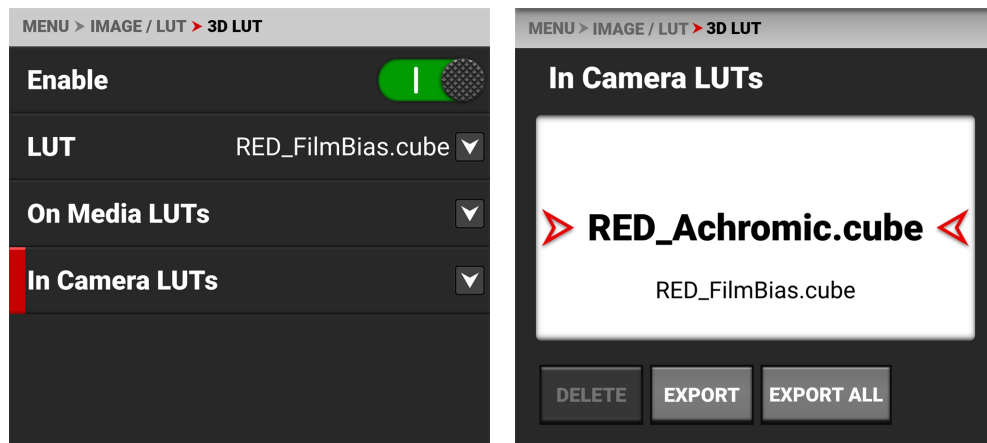 MENU > IMAGE / LUT > 3D LUT
Enable
LUT RED_FilmBias.cube
On Media LUTs
In Camera LUTs
MENU > IMAGE / LUT > 3D LUT
In Camera LUTs
RED_Achromic.cube
RED_FilmBias.cube
DELETE EXPORT EXPORT ALL